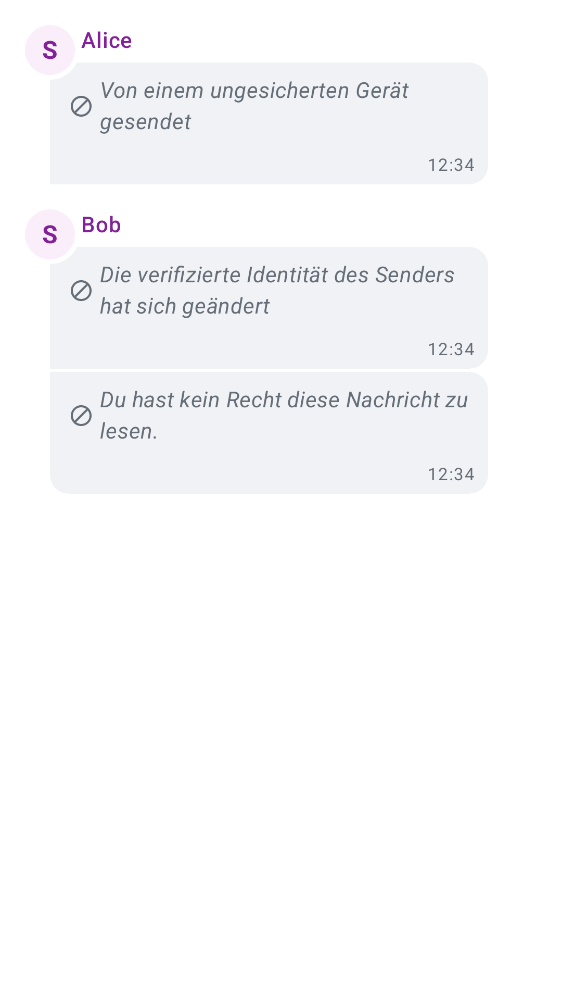 S
Alice
Von einem ungesicherten Gerät
gesendet
12:34
S
Bob
Die verifizierte Identität des Senders
hat sich geändert
12:34
Du hast kein Recht diese Nachricht zu
lesen.
12:34